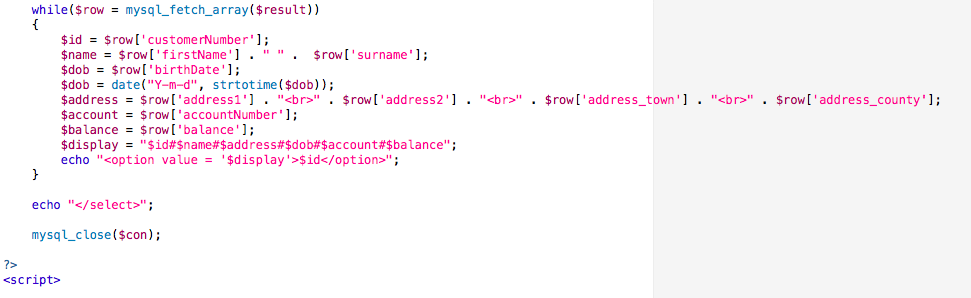 while($row = mysql_fetch_array($result))
{
$id = $row['customerNumber'];
$name = $row['firstName'] . " " .  $row['surname'];
$dob = $row['birthDate'];
$dob = date("Y-m-d", strtotime($dob));
$address = $row['address1'] . "<br>" . $row['address2'] . "<br>" . $row['address_town'] . "<br>" . $row['address_county'];
$account = $row['accountNumber'];
$balance = $row['balance'];
$display = "$id#$name#$address#$dob#$account#$balance";
echo "<option value = '$display'>$id</option>";
}
echo "</select>";
mysql_close($con);
?>
<script>